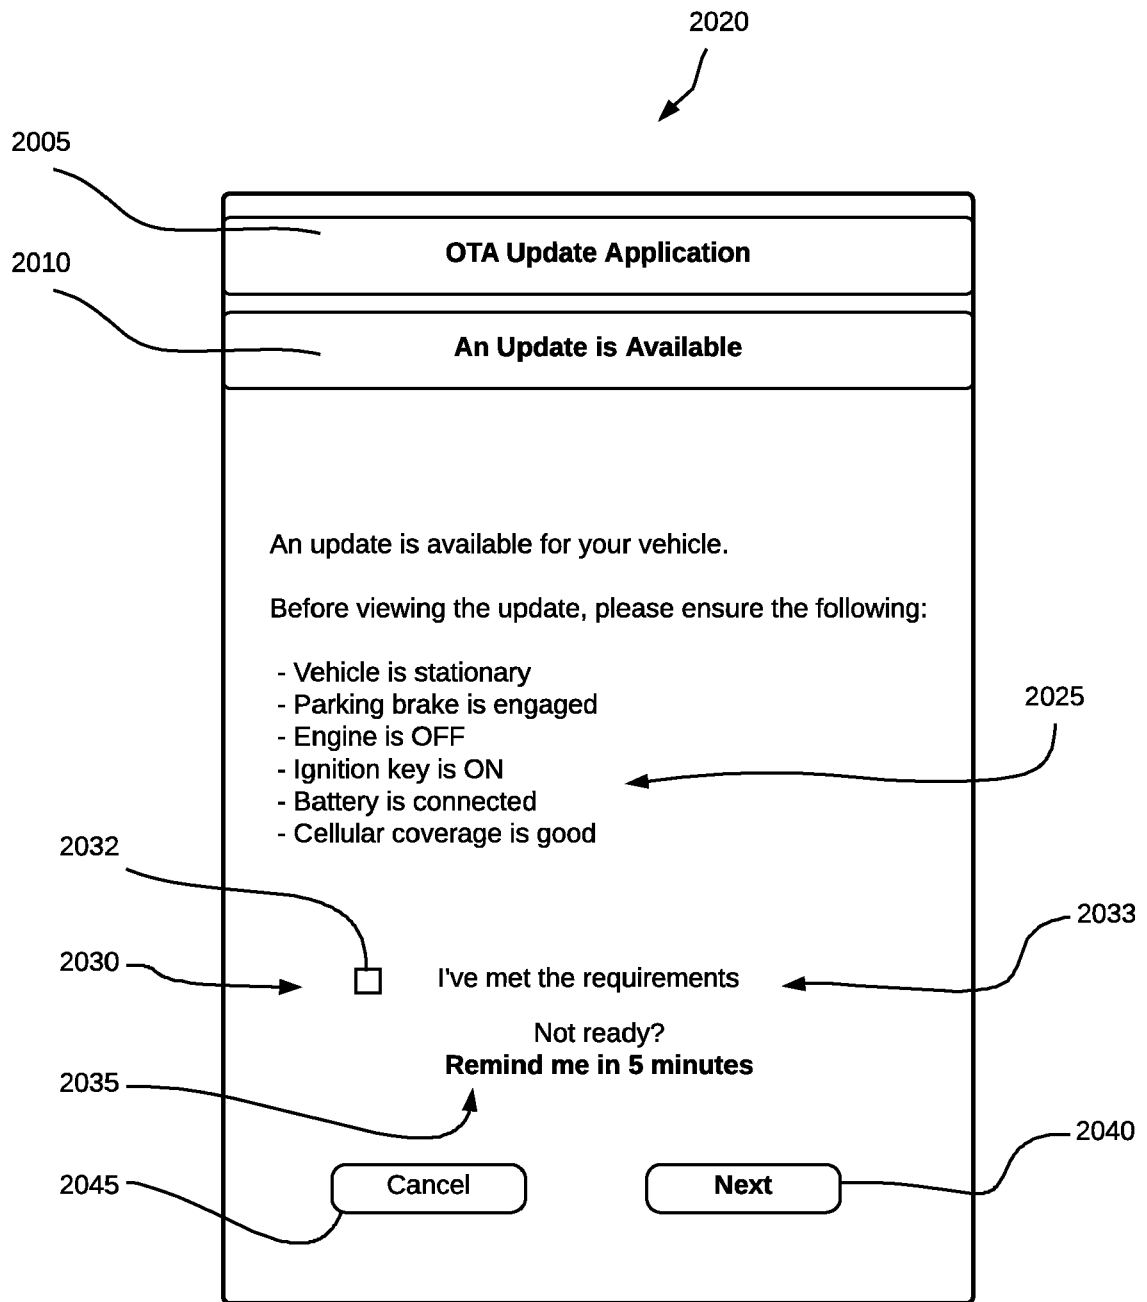 2020
2005
OTA Update Application
2010
An Update is Available
An update is available for your vehicle.
Before viewing the update, please ensure the following:
- Vehicle is stationary
- Parking brake is engaged
- Engine is OFF
- Ignition key is ON
- Battery is connected
- Cellular coverage is good
2025
2032
2033
2030
I've met the requirements
Not ready?
Remind me in 5 minutes
2035
2040
2045
Cancel
Next